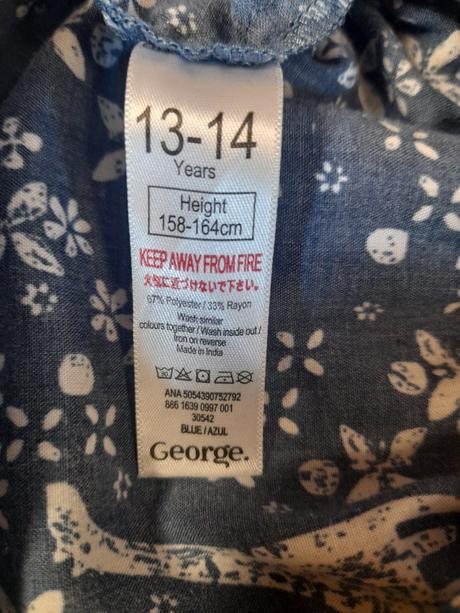 13-14
Years
Height
158-164cm
KEEP AWAY FROM FIRE
火気に近づけないで下さい。
67% Polyester / 33% Rayon
Wash similar
colours together / Wash inside out /
Iron on reverse
Made in India
ANA 5054390752792
886 1639 0997 001
30542
BLUE / AZUL
George.